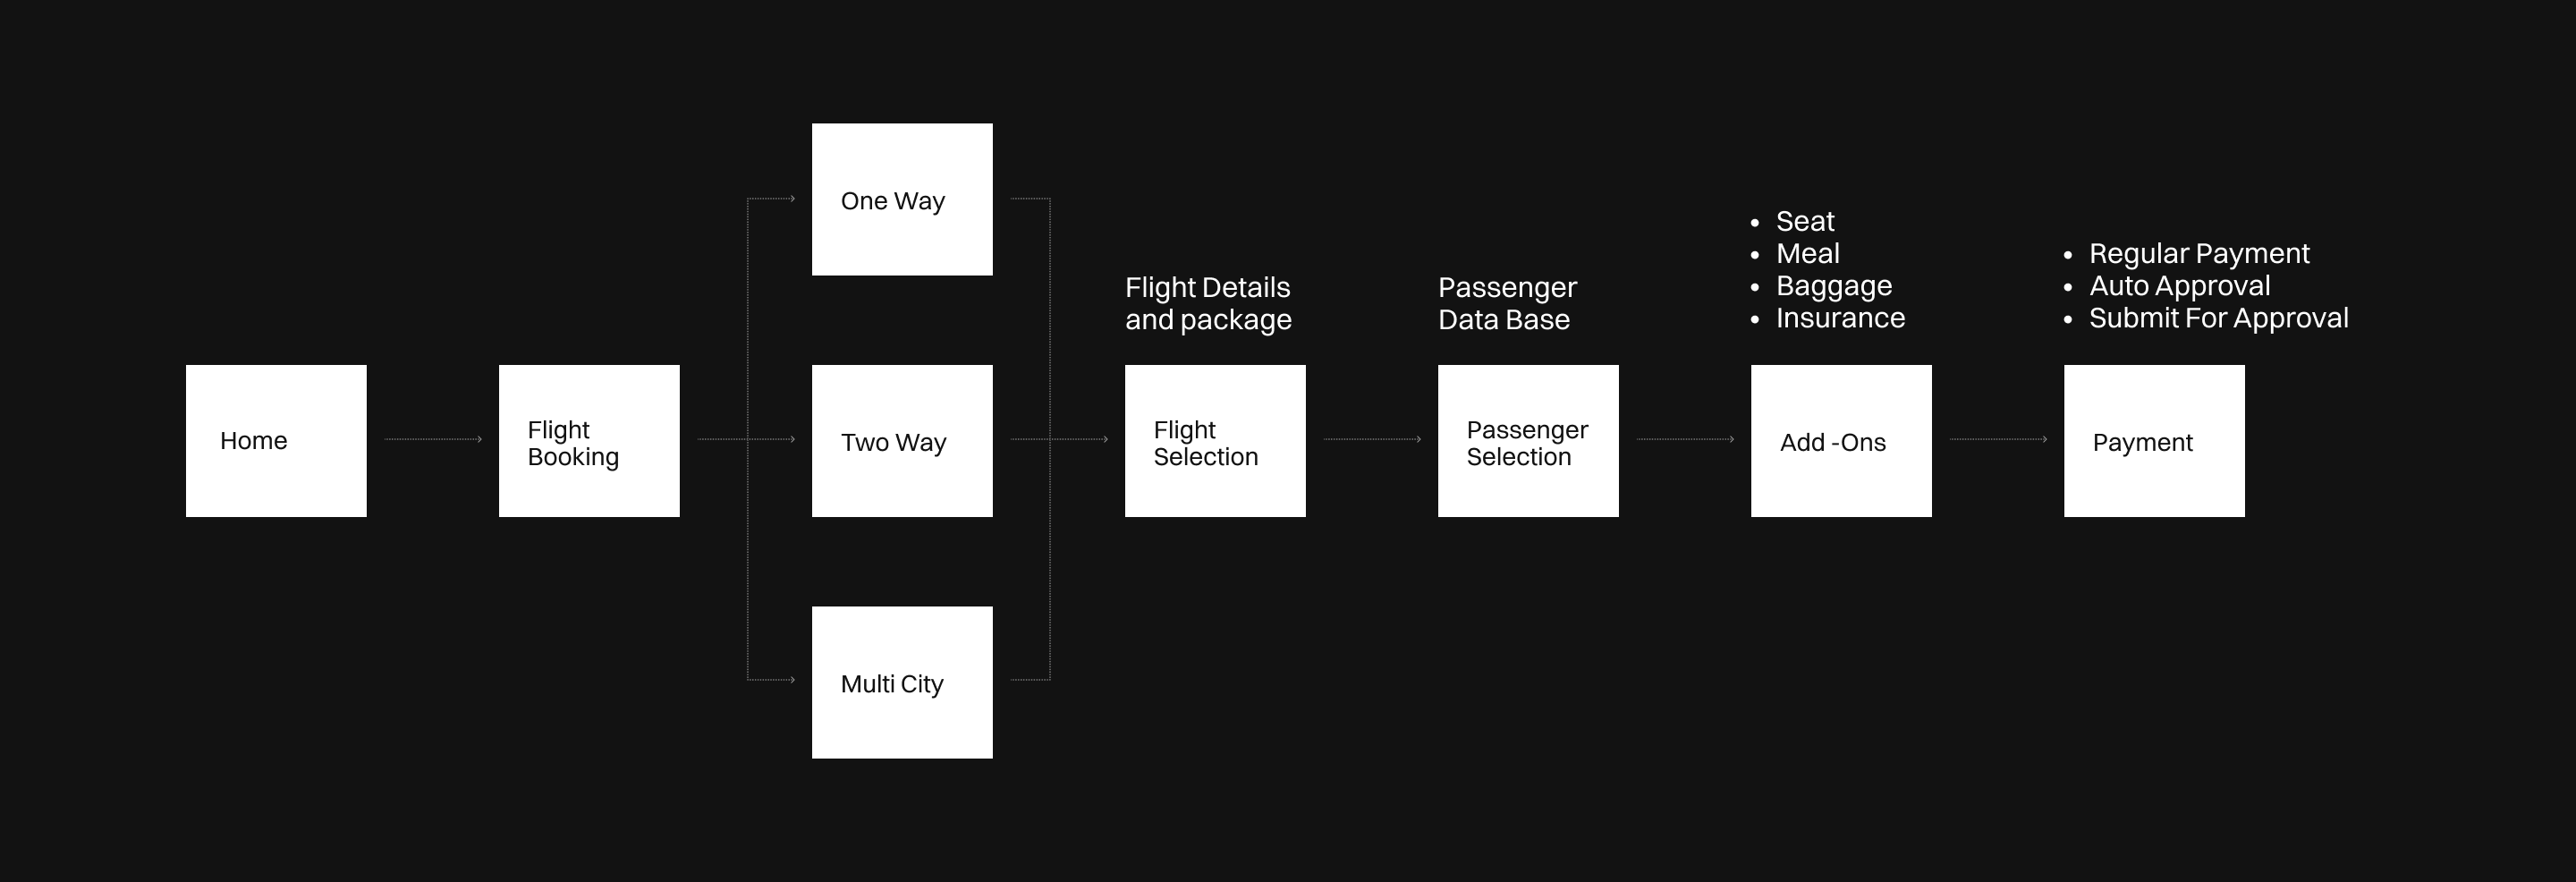 Home
Flight
Booking
One Way
Two Way
Multi City
Flight Details
and package
Flight
Selection
Passenger
Data Base
Passenger
Selection
• Seat
• Meal
• Baggage
• Insurance
Add -Ons
• Regular Payment
• Auto Approval
• Submit For Approval
Payment